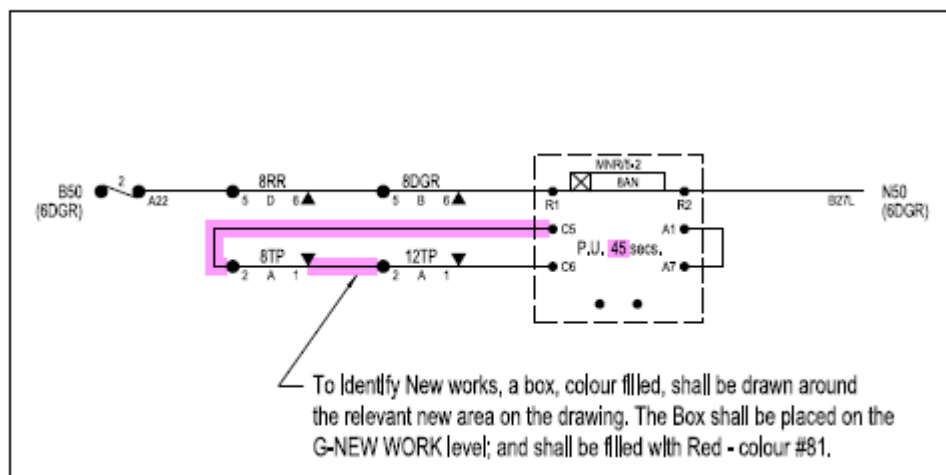 MNR/5-2
2 8RR 8DGR 8AN
B50 A22 5 D 6 5 B 6 R1 R2 B27L N50
(6DGR) (6DGR)
C5 A1
P.U. 45 secs.
8TP 12TP C6 A7
2 A 1 2 A 1
To Identify New works, a box, colour filled, shall be drawn around
the relevant new area on the drawing. The Box shall be placed on the
G-NEW WORK level; and shall be filled with Red - colour #81.